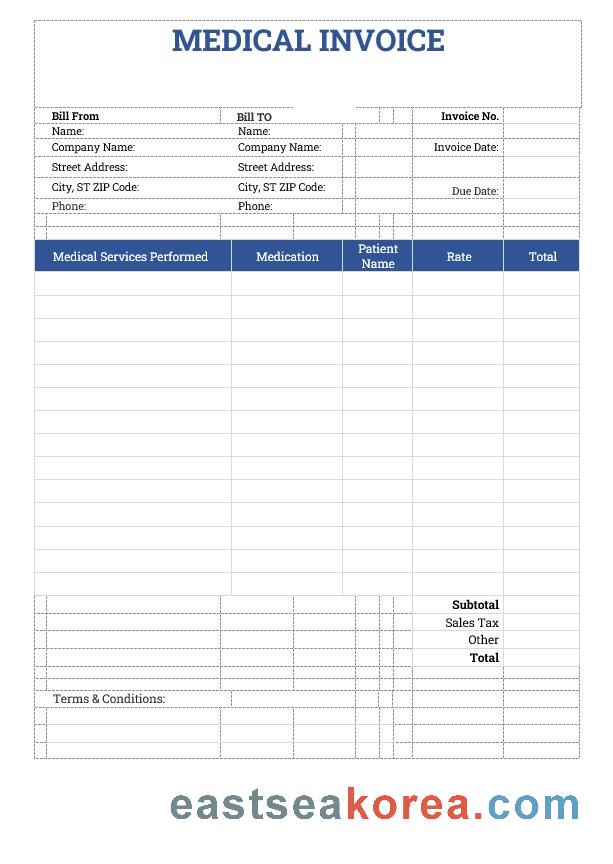 MEDICAL INVOICE
Bill From Bill TO Invoice No.
Name: Name:
Company Name: Company Name: Invoice Date:
Street Address: Street Address:
City, ST ZIP Code: City, ST ZIP Code: Due Date:
Phone: Phone:
Medical Services Performed Medication Patient Name Rate Total
Subtotal
Sales Tax
Other
Total
Terms & Conditions:
eastseakorea.com